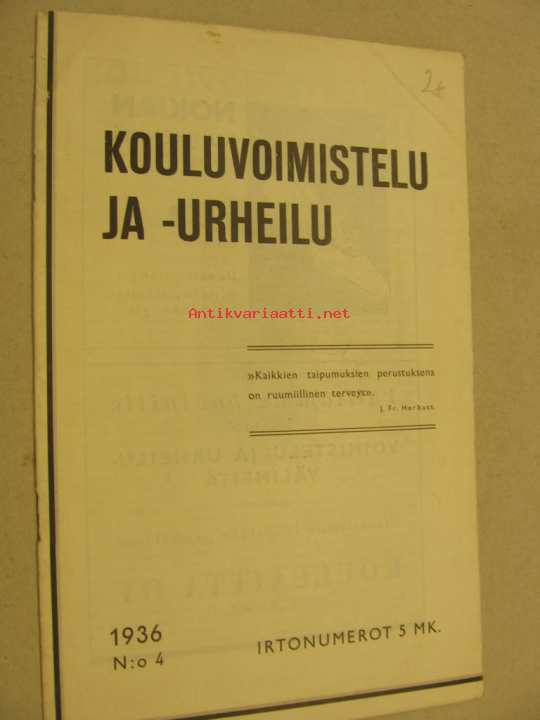 2
KOULUVOIMISTELU
JA -URHEILU
Antikvariaatti.net
»Kaikkien taipumuksien perustuksena
on ruumiillinen terveys».
J. Fr. Herbart.
1936
N:o 4
IRTONUMEROT 5 MK.